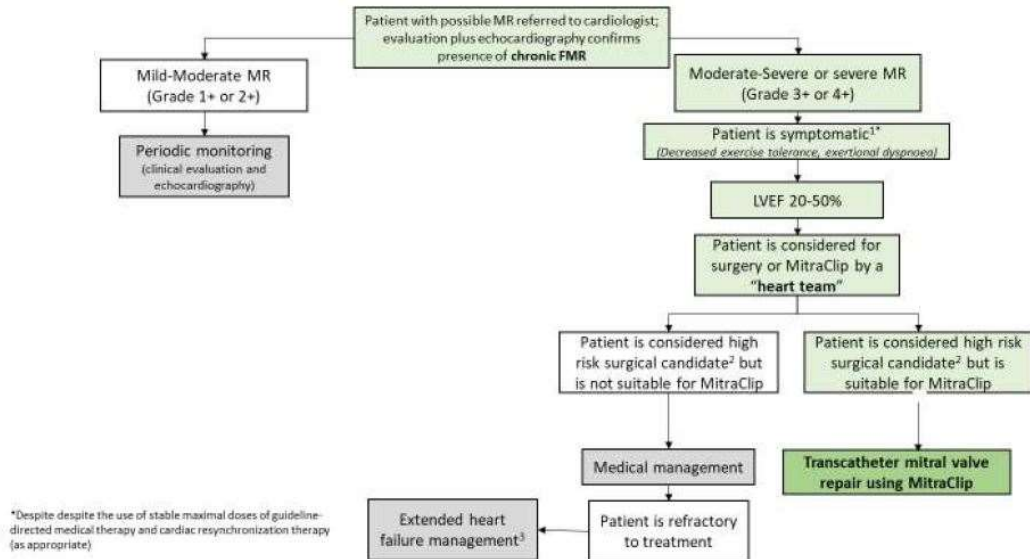 Patient with possible MR referred to cardiologist;
evaluation plus echocardiography confirms
presence of chronic FMR
Mild-Moderate MR
(Grade 1+ or 2+)
Periodic monitoring
(clinical evaluation and
echocardiography)
Moderate-Severe or severe MR
(Grade 3+ or 4+)
Patient is symptomatic¹*
(Decreased exercise tolerance, exertional dyspnoea)
LVEF 20-50%
Patient is considered for
surgery or MitraClip by a
“heart team”
Patient is considered high
risk surgical candidate² but
is not suitable for MitraClip
Patient is considered high risk
surgical candidate² but is
suitable for MitraClip
Medical management
Transcatheter mitral valve
repair using MitraClip
Patient is refractory
to treatment
Extended heart
failure management³
*Despite despite the use of stable maximal doses of guideline-
directed medical therapy and cardiac resynchronization therapy
(as appropriate)